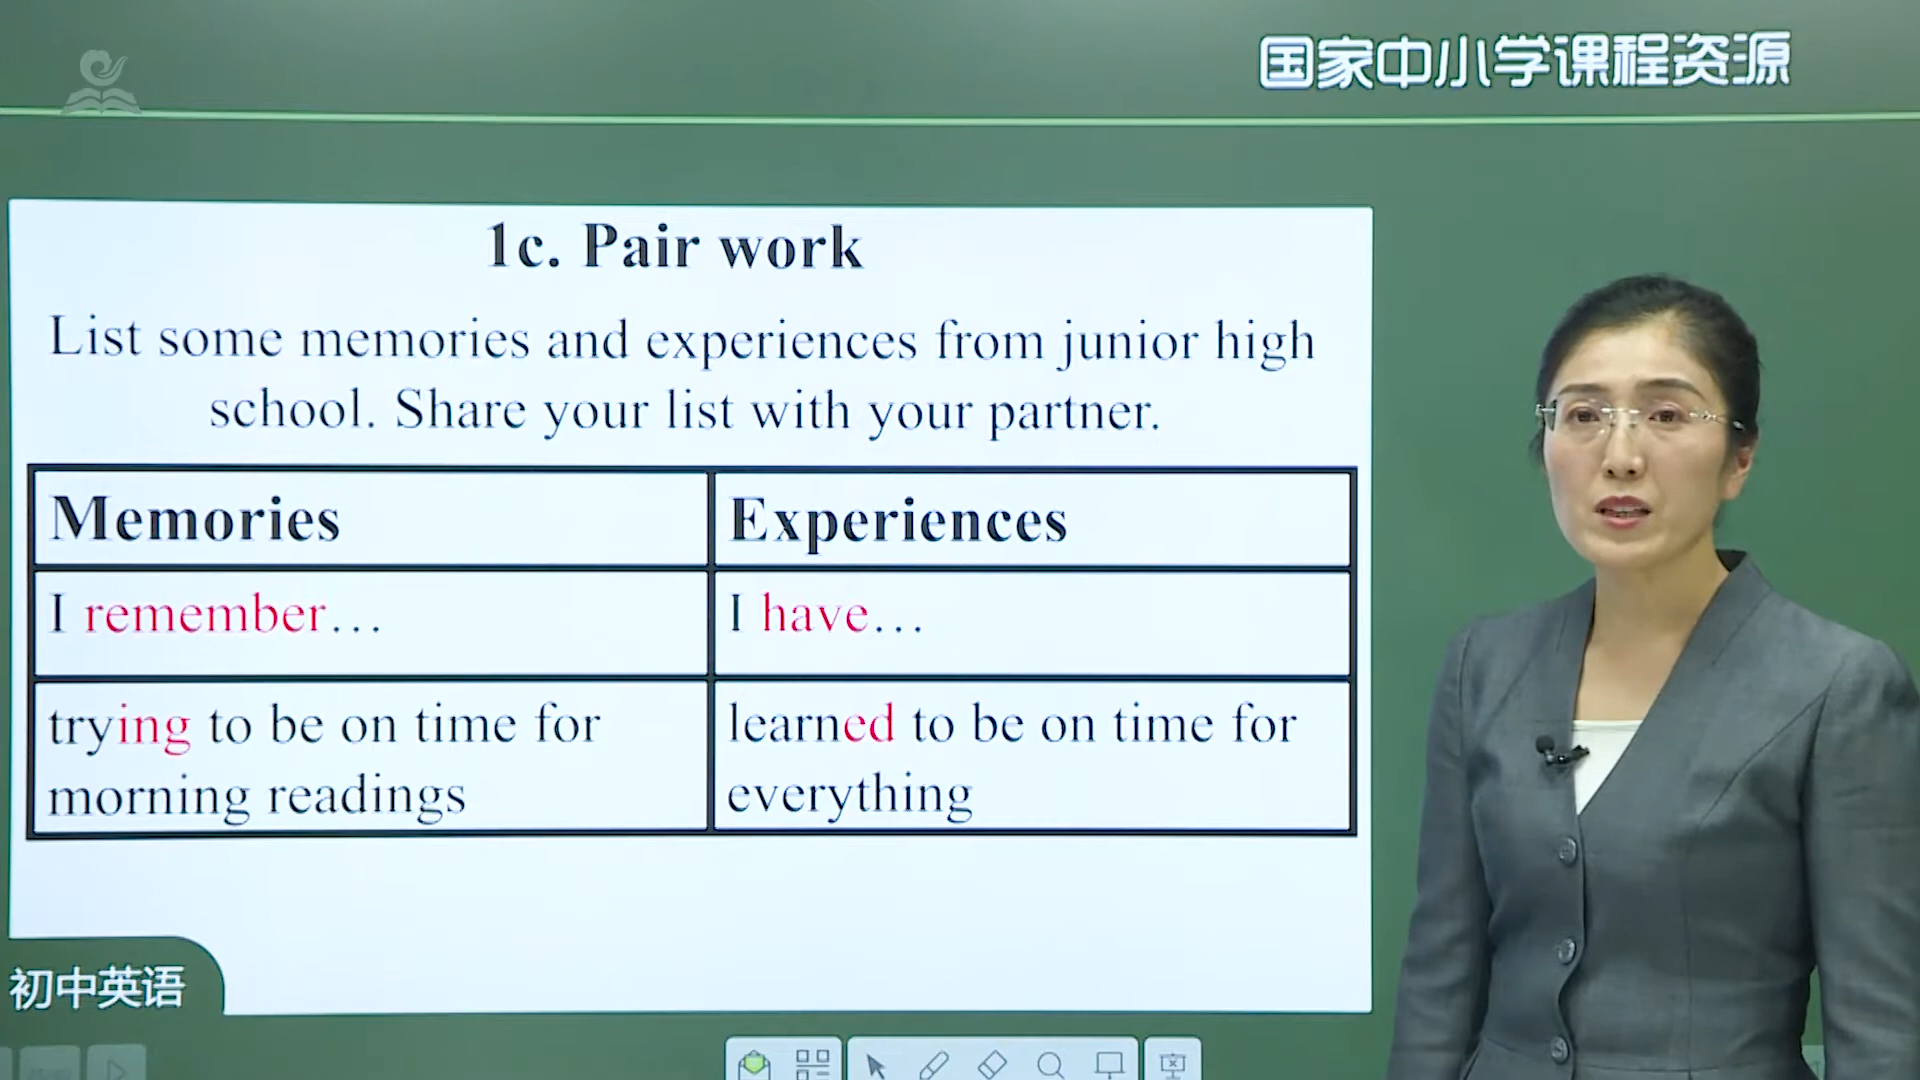 国家中小学课程资源
1c. Pair work
List some memories and experiences from junior high
school. Share your list with your partner.
Memories
Experiences
I remember…
I have…
trying to be on time for
morning readings
learned to be on time for
everything
初中英语